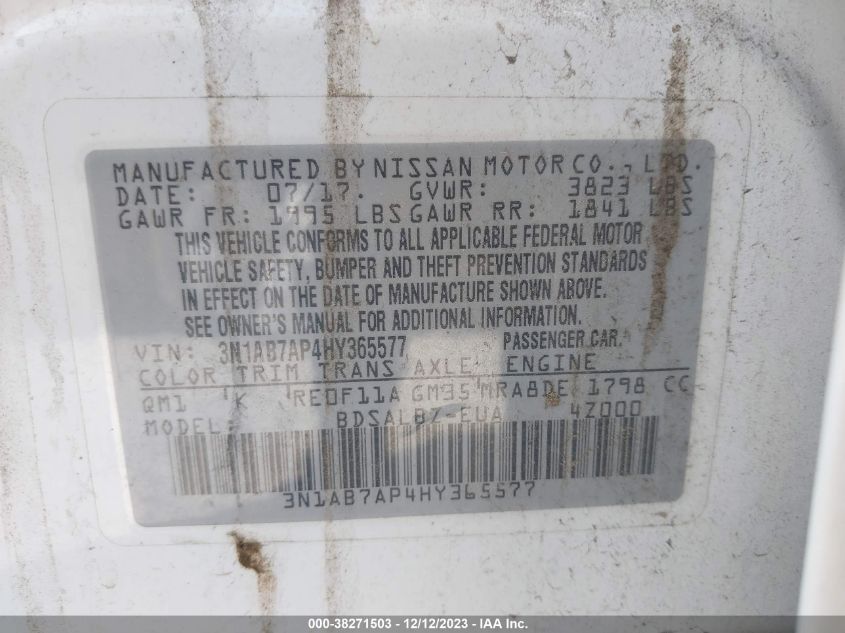 MANUFACTURED BY NISSAN MOTOR CO., LTD.
DATE: 07/17. GVWR: 3823 LBS
GAWR FR: 1995 LBS GAWR RR: 1841 LBS
THIS VEHICLE CONFORMS TO ALL APPLICABLE FEDERAL MOTOR
VEHICLE SAFETY, BUMPER AND THEFT PREVENTION STANDARDS
IN EFFECT ON THE DATE OF MANUFACTURE SHOWN ABOVE.
SEE OWNER'S MANUAL FOR ADDITIONAL INFORMATION.
VIN: 3N1AB7AP4HY365577 PASSENGER CAR.
COLOR TRIM TRANS AXLE ENGINE
QM1 K RE0F11A GM35 MRA8DE 1798 CC
MODEL: BDSALBZ-EUA 4Z000
3N1AB7AP4HY365577
000-38271503 - 12/12/2023 - IAA, Inc.